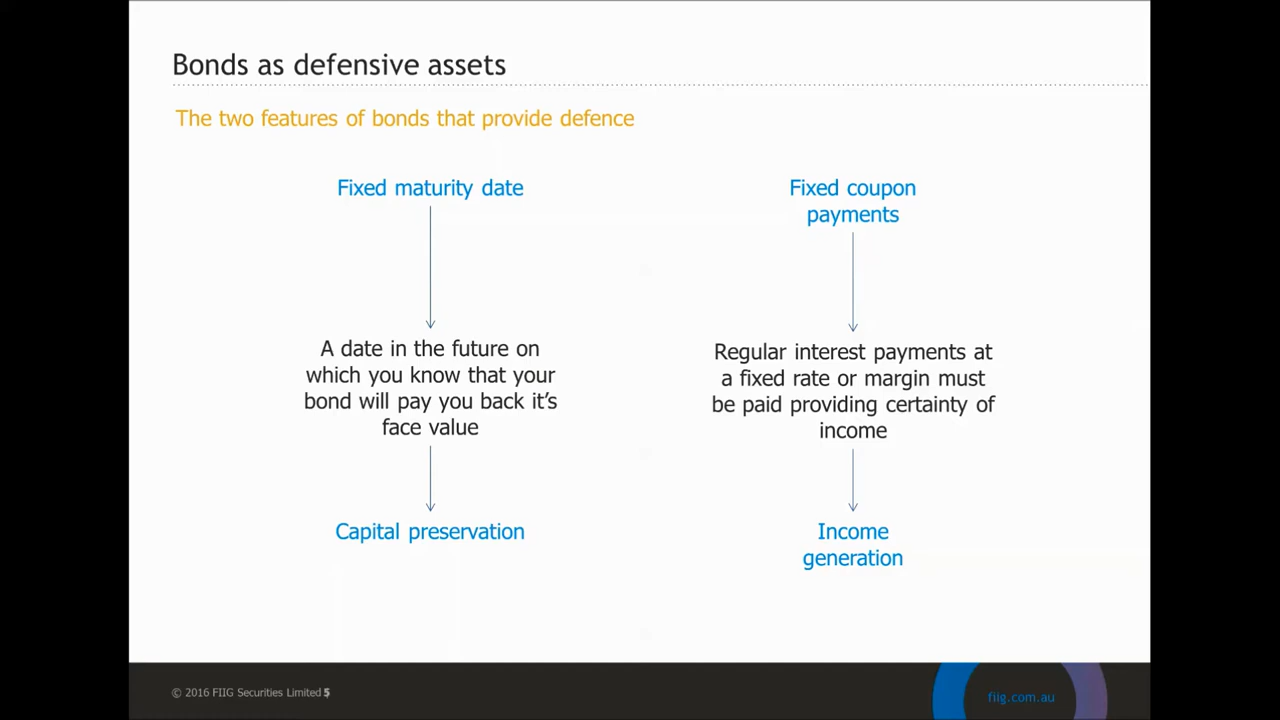 Bonds as defensive assets
The two features of bonds that provide defence
Fixed maturity date
A date in the future on
which you know that your
bond will pay you back it's
face value
Capital preservation
Fixed coupon
payments
Regular interest payments at
a fixed rate or margin must
be paid providing certainty of
income
Income
generation
© 2016 FIIG Securities Limited 5
fiig.com.au